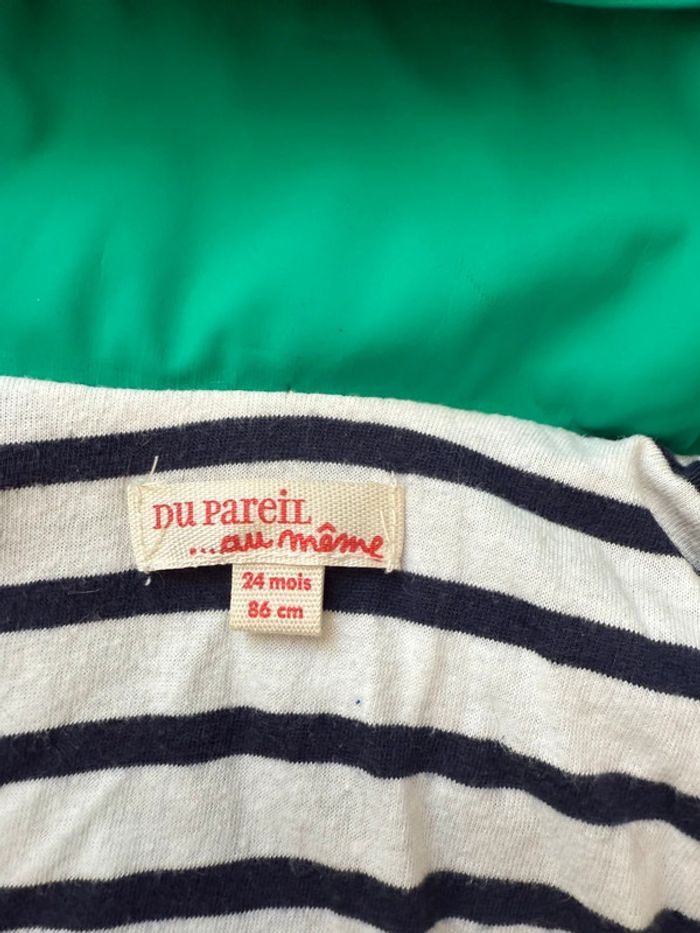 DU PAREIL
...au même
24 mois
86 cm